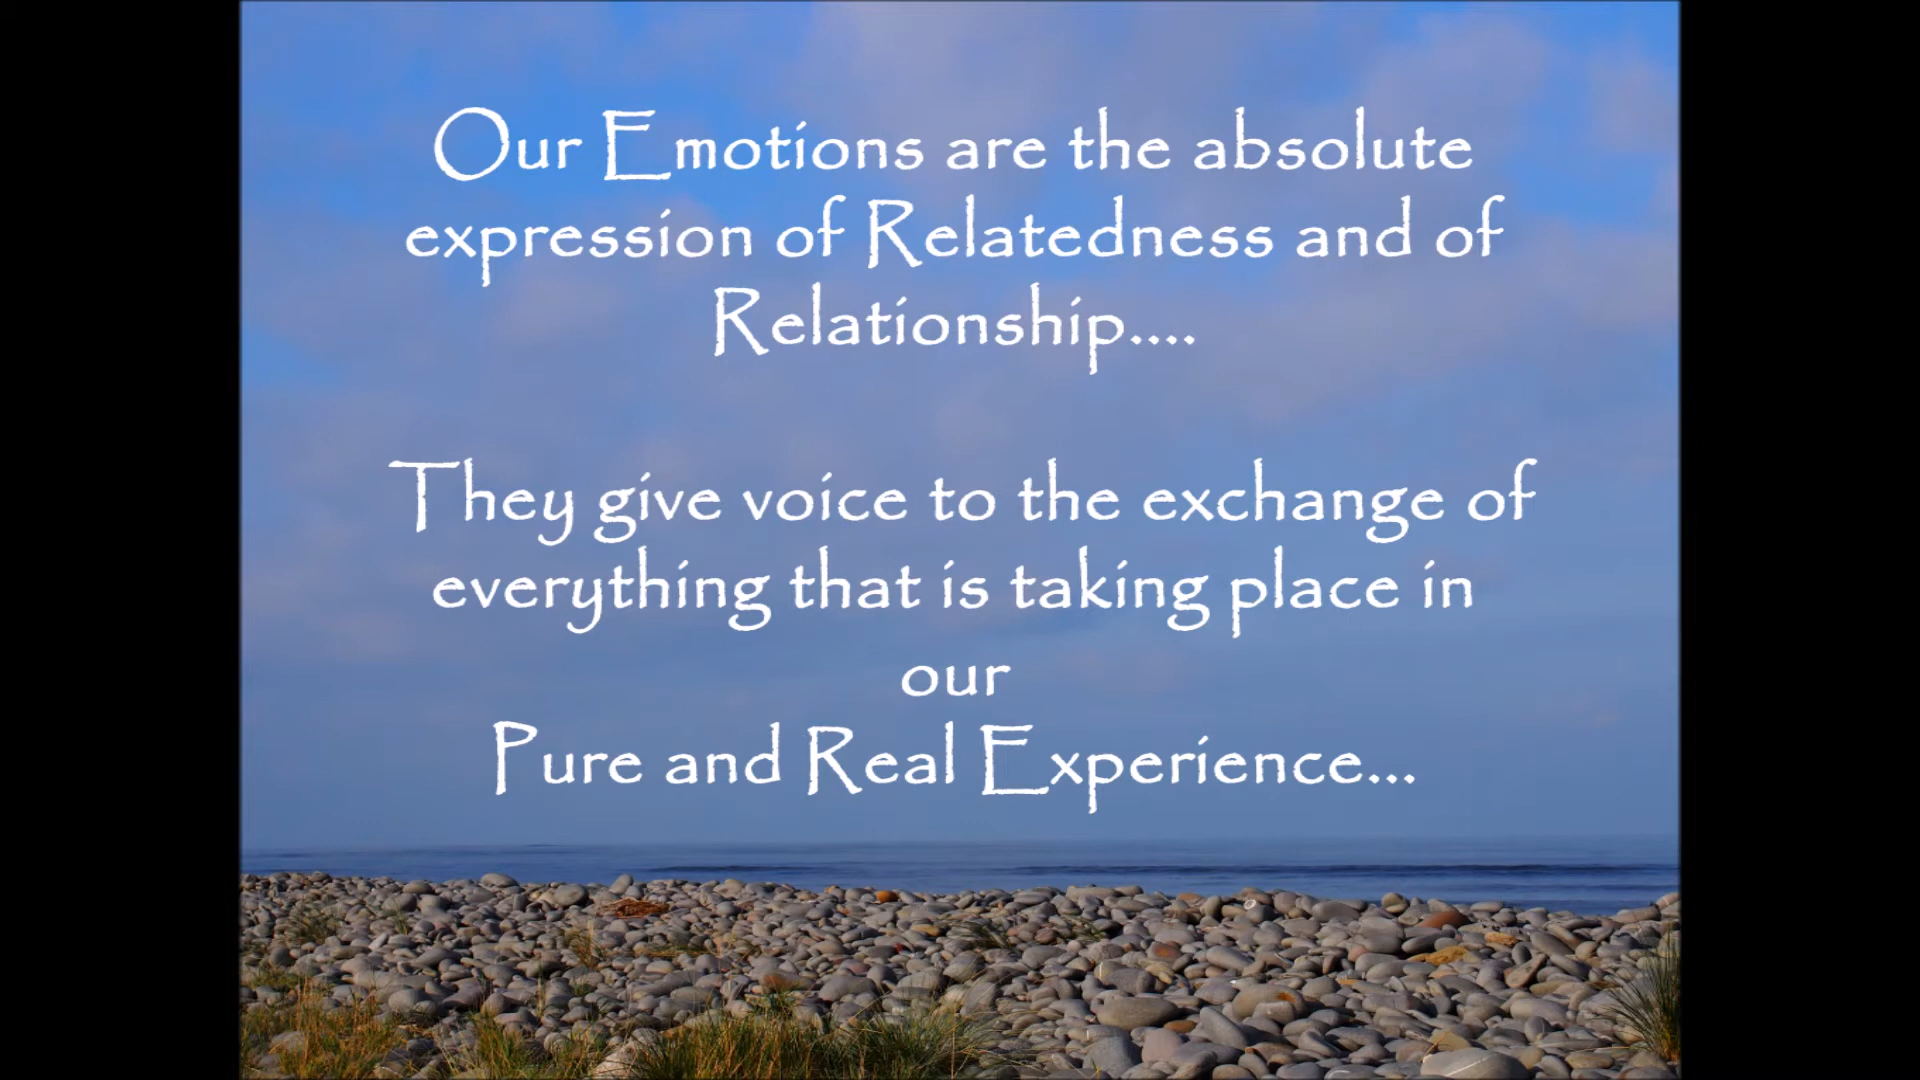 Our Emotions are the absolute
expression of Relatedness and of
Relationship....
They give voice to the exchange of
everything that is taking place in
our
Pure and Real Experience...